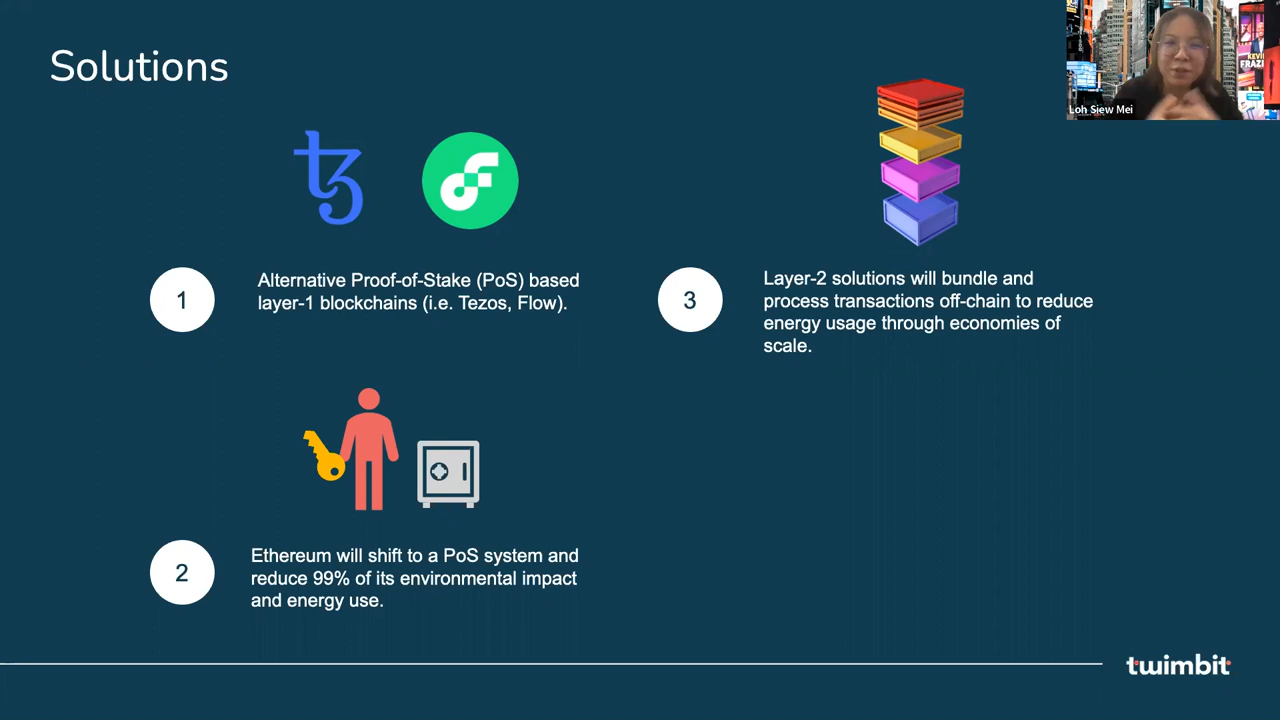 Solutions
Loh Siew Mei
KEVIN
FRAZI
1
Alternative Proof-of-Stake (PoS) based
layer-1 blockchains (i.e. Tezos, Flow).
2
Ethereum will shift to a PoS system and
reduce 99% of its environmental impact
and energy use.
3
Layer-2 solutions will bundle and
process transactions off-chain to reduce
energy usage through economies of
scale.
twimbit